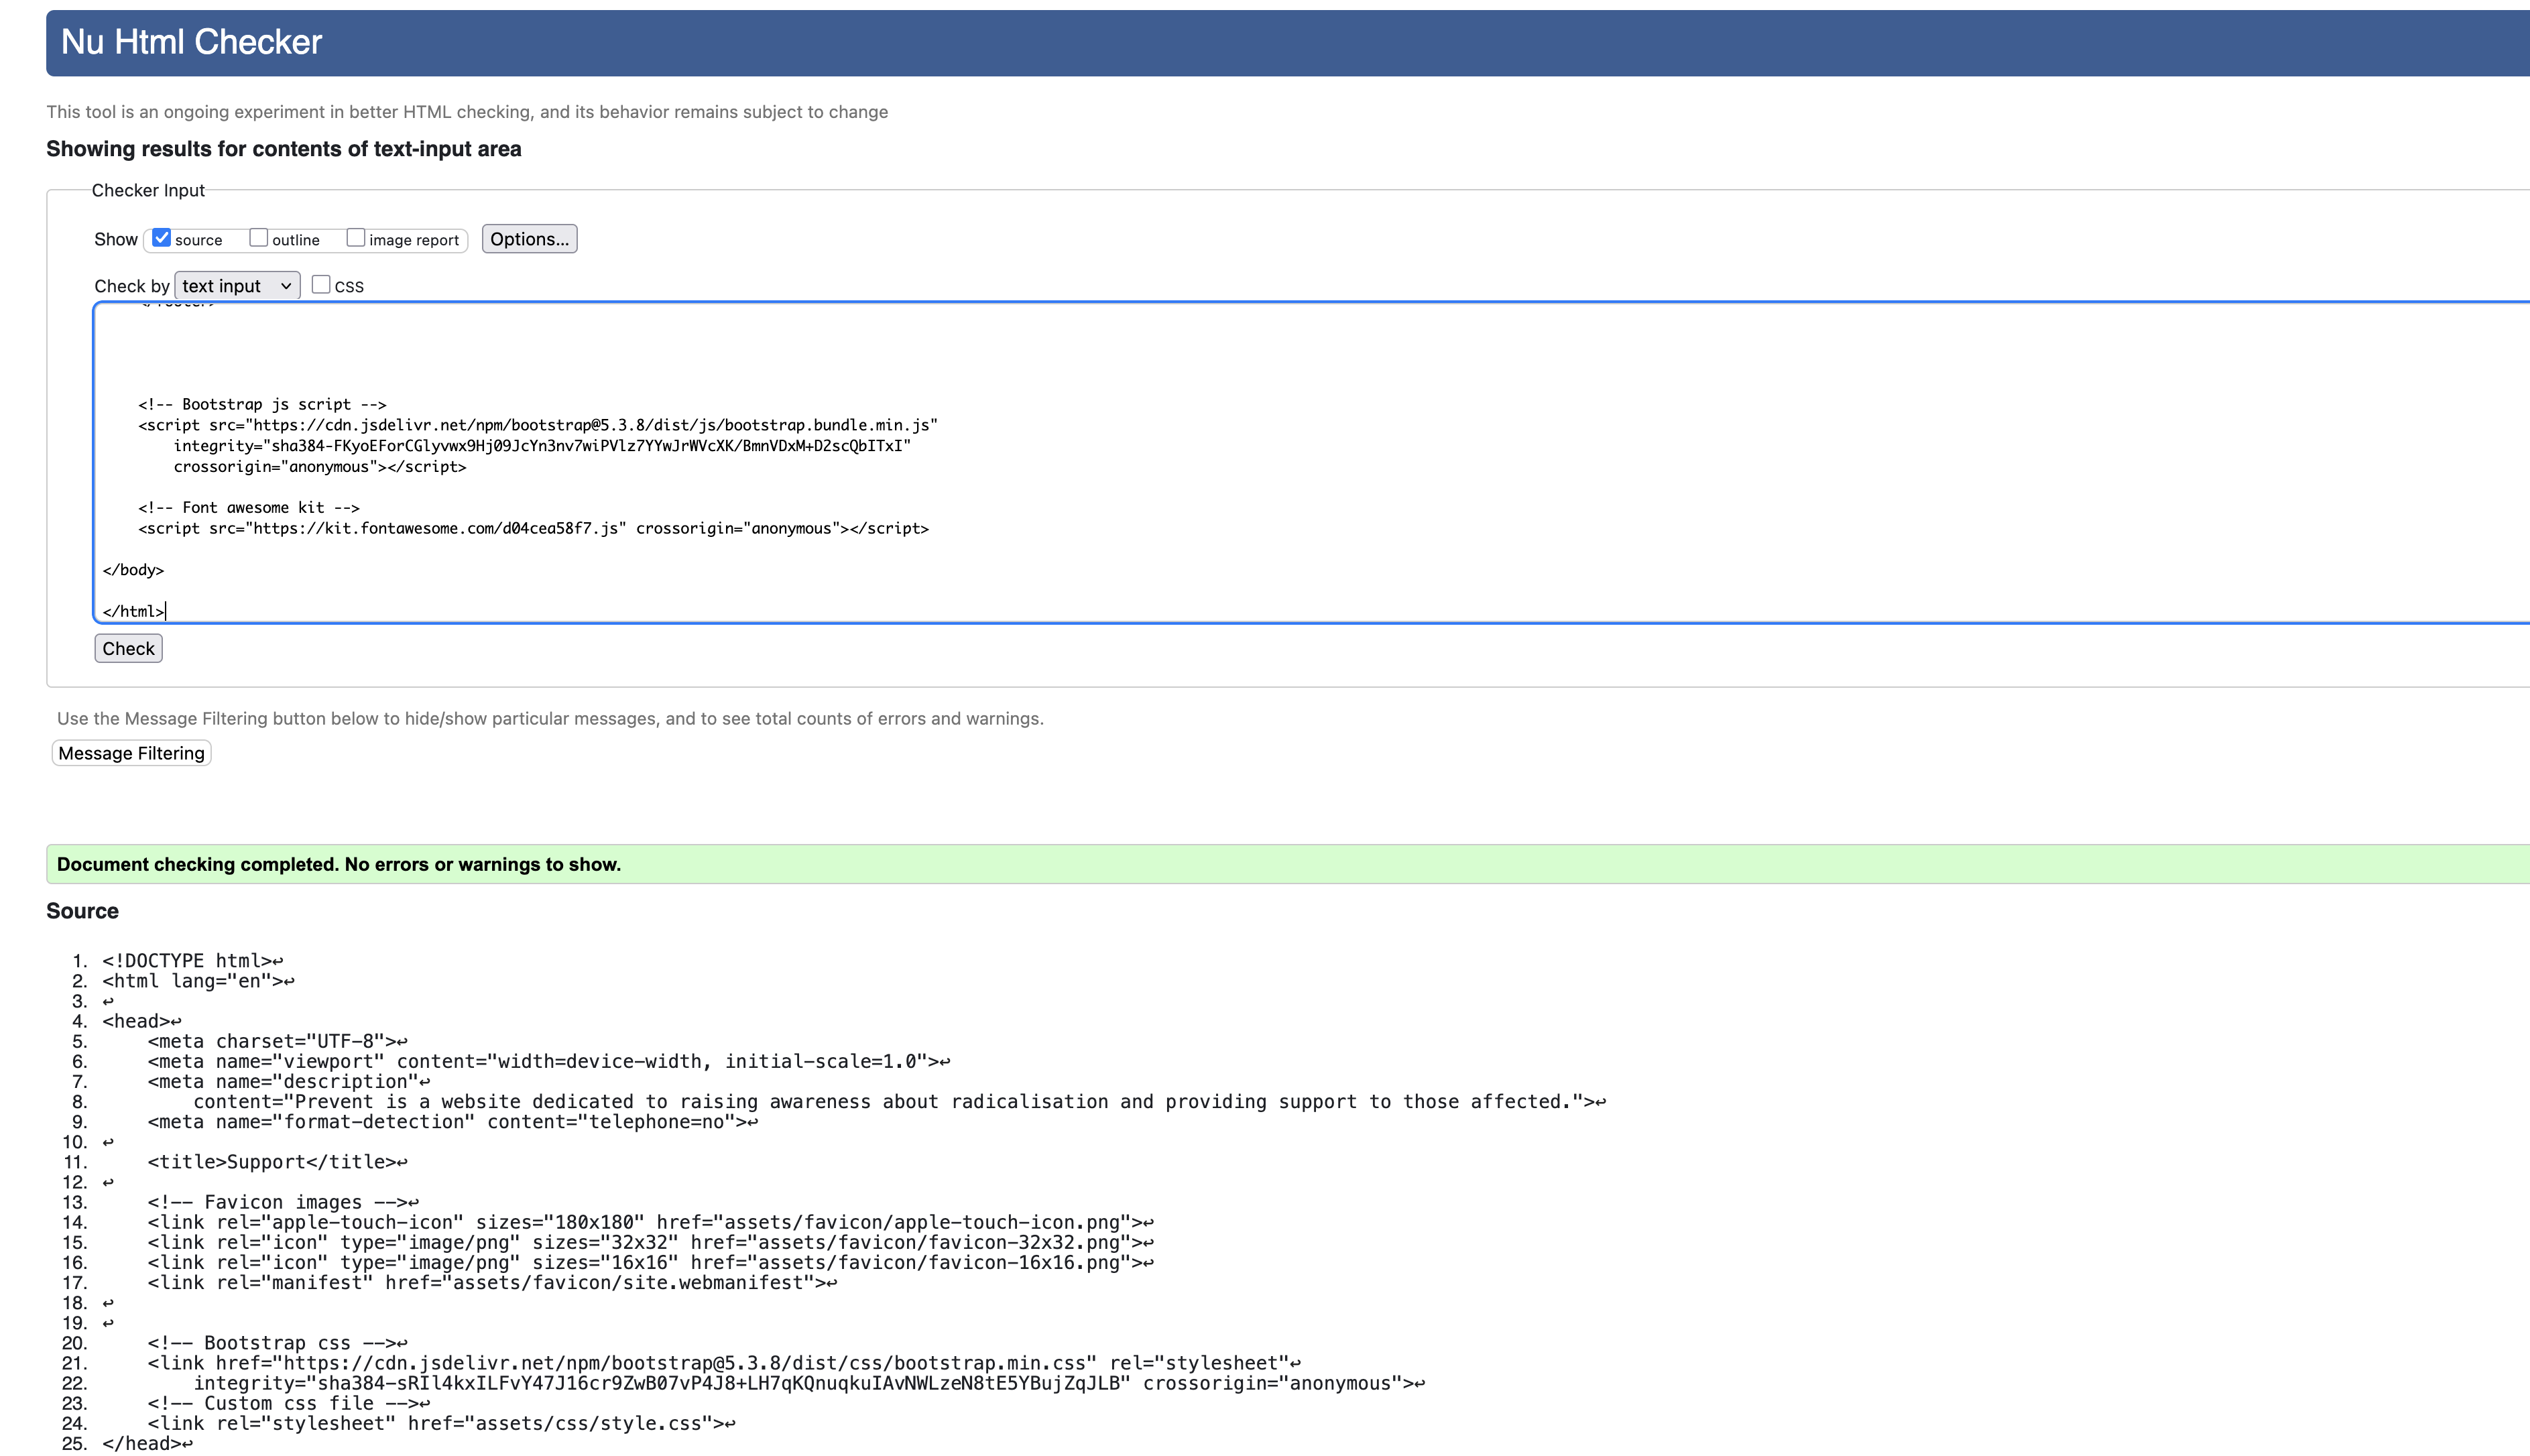 Nu Html Checker
This tool is an ongoing experiment in better HTML checking, and its behavior remains subject to change
Showing results for contents of text-input area
Checker Input
Show source outline image report Options...
Check by text input CSS
<!-- Bootstrap js script -->
<script src="https://cdn.jsdelivr.net/npm/bootstrap@5.3.8/dist/js/bootstrap.bundle.min.js"
integrity="sha384-FKyoEForCGlyvwx9Hj09JcYn3nv7wiPVlz7YYwJrWVcXK/BmnVDxM+D2scQbITxI"
crossorigin="anonymous"></script>
<!-- Font awesome kit -->
<script src="https://kit.fontawesome.com/d04cea58f7.js" crossorigin="anonymous"></script>
</body>
</html>
Check
Use the Message Filtering button below to hide/show particular messages, and to see total counts of errors and warnings.
Message Filtering
Document checking completed. No errors or warnings to show.
Source
1. <!DOCTYPE html>↩
2. <html lang="en">↩
3. ↩
4. <head>↩
5. <meta charset="UTF-8">↩
6. <meta name="viewport" content="width=device-width, initial-scale=1.0">↩
7. <meta name="description"↩
8. content="Prevent is a website dedicated to raising awareness about radicalisation and providing support to those affected.">↩
9. <meta name="format-detection" content="telephone=no">↩
10. ↩
11. <title>Support</title>↩
12. ↩
13. <!-- Favicon images -->↩
14. <link rel="apple-touch-icon" sizes="180x180" href="assets/favicon/apple-touch-icon.png">↩
15. <link rel="icon" type="image/png" sizes="32x32" href="assets/favicon/favicon-32x32.png">↩
16. <link rel="icon" type="image/png" sizes="16x16" href="assets/favicon/favicon-16x16.png">↩
17. <link rel="manifest" href="assets/favicon/site.webmanifest">↩
18. ↩
19. ↩
20. <!-- Bootstrap css -->↩
21. <link href="https://cdn.jsdelivr.net/npm/bootstrap@5.3.8/dist/css/bootstrap.min.css" rel="stylesheet"↩
22. integrity="sha384-sRIl4kxILFvY47J16cr9ZwB07vP4J8+LH7qKQnuqkuIAvNWLzeN8tE5YBujZqJLB" crossorigin="anonymous">↩
23. <!-- Custom css file -->↩
24. <link rel="stylesheet" href="assets/css/style.css">↩
25. </head>↩